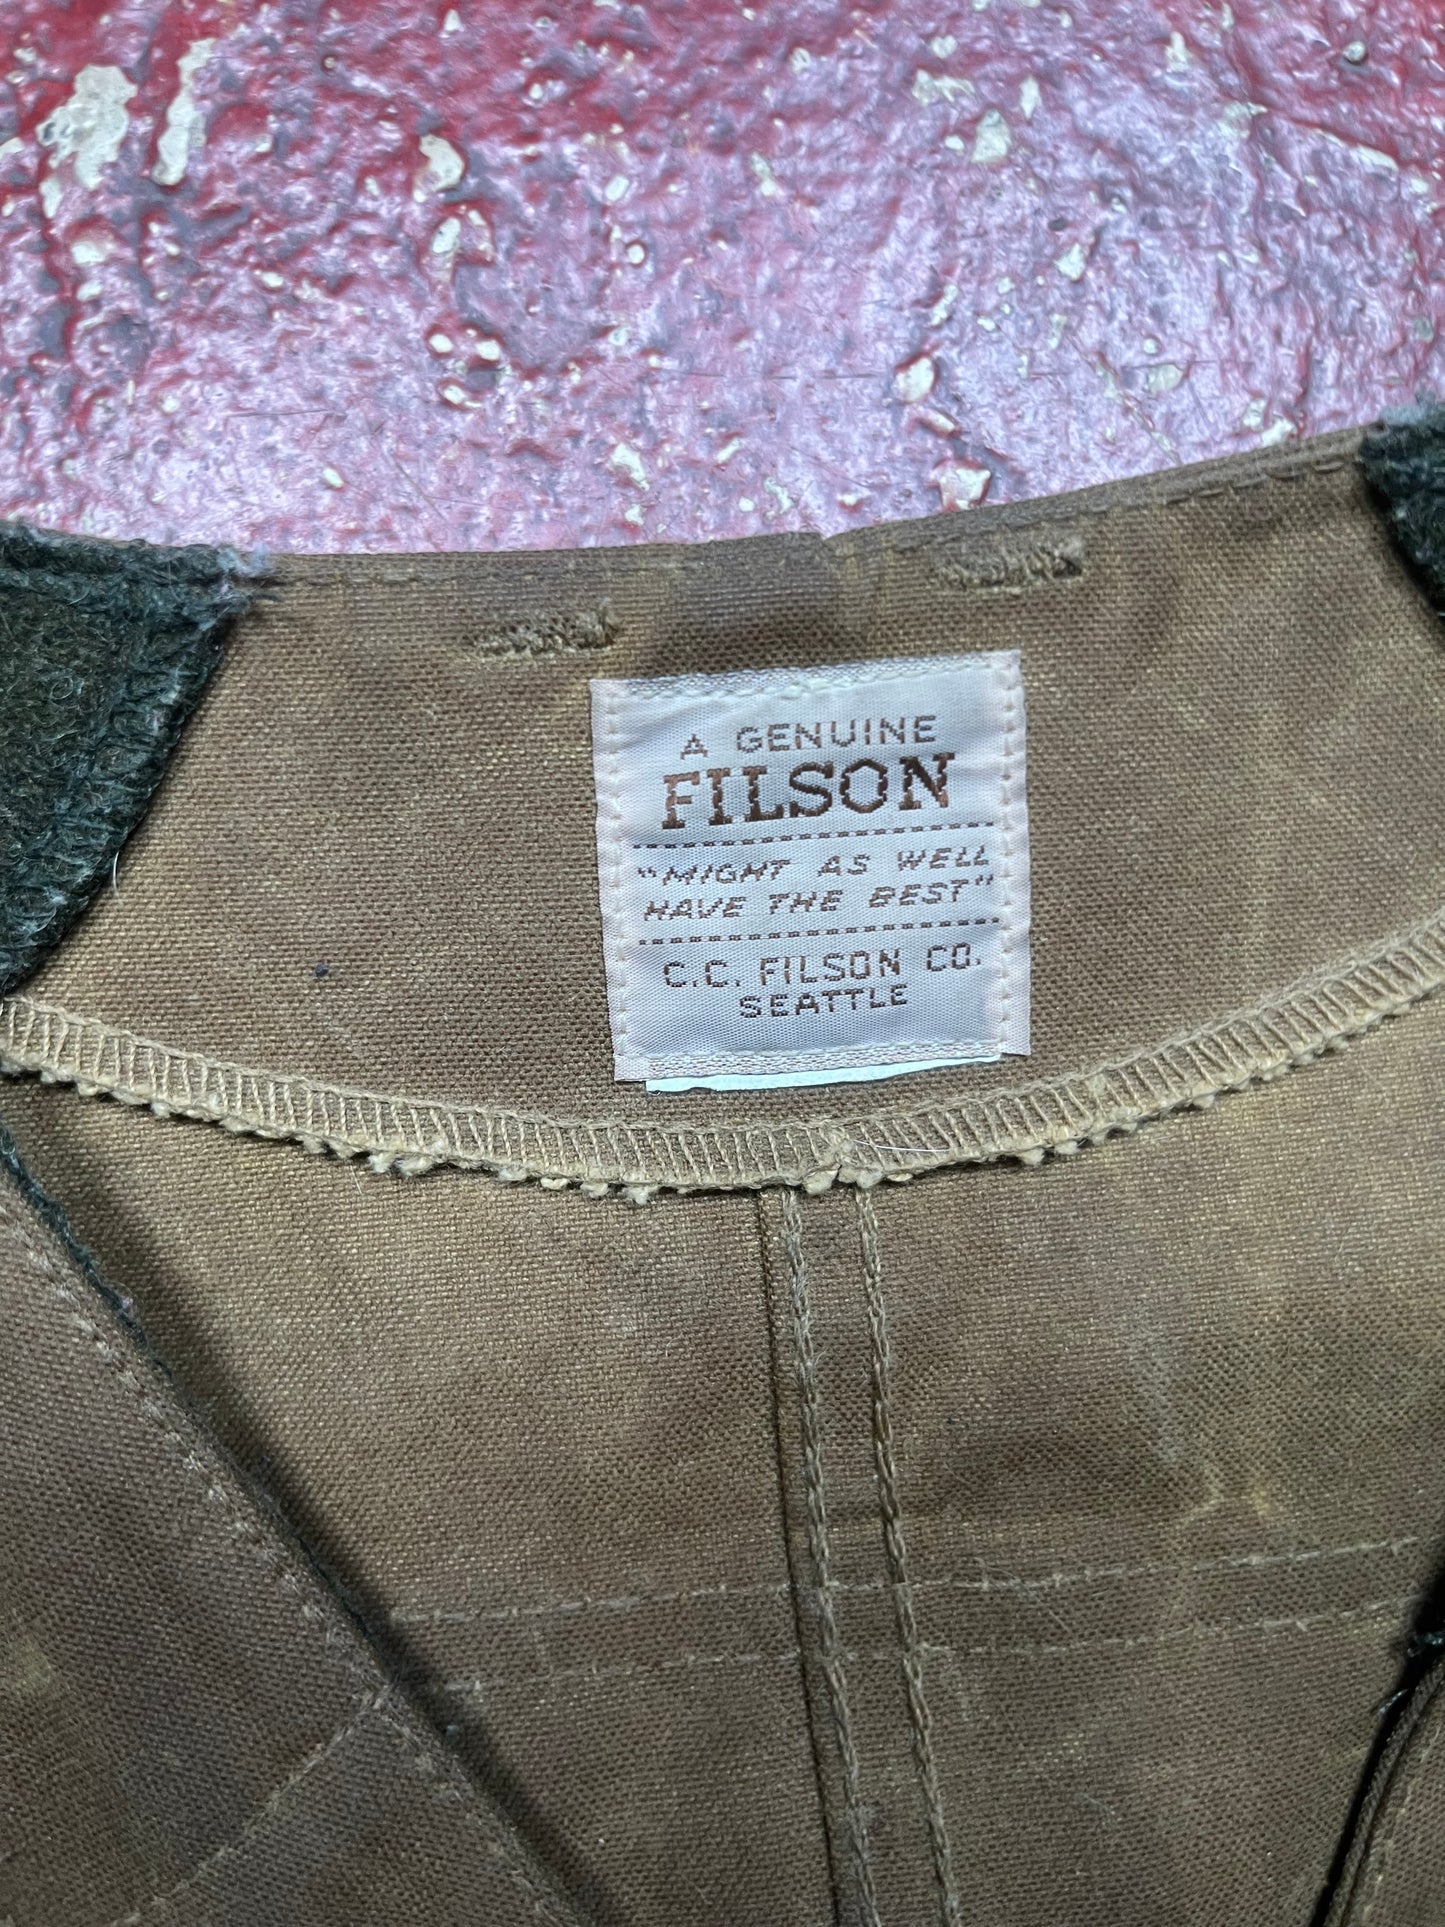 A GENUINE
FILSON
"MIGHT AS WELL
HAVE THE BEST"
C.C. FILSON CO.
SEATTLE